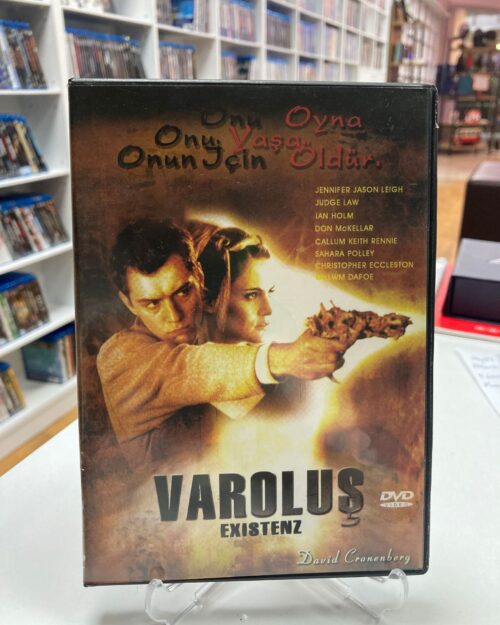 Onu Oyna
Onu Yaşa
Onun İçin Öldür.
JENNIFER JASON LEIGH
JUDGE LAW
IAN HOLM
DON McKELLAR
CALLUM KEITH RENNIE
SAHARA POLLEY
CHRISTOPHER ECCLESTON
DAFOE
VAROLUŞ
EXISTENZ
DVD
VIDEO
David Cronenberg